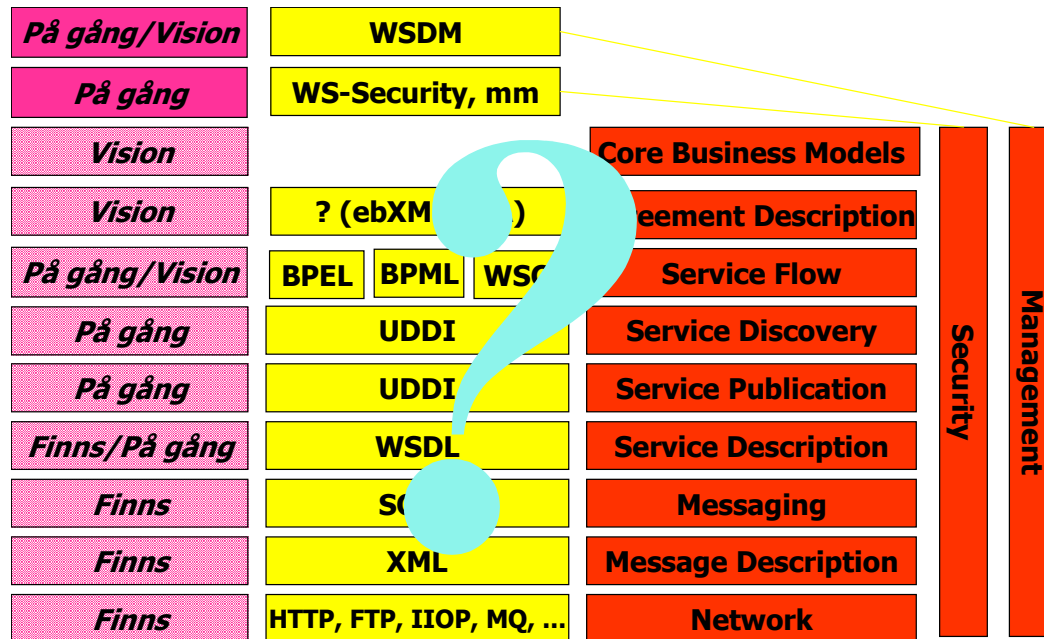 På gång/Vision WSDM
På gång WS-Security, mm
Vision Core Business Models
Vision ? (ebXM ) reement Description
På gång/Vision BPEL BPML WSC Service Flow
På gång UDDI Service Discovery
På gång UDDI Service Publication
Finns/På gång WSDL Service Description
Finns Messaging
Finns XML Message Description
Finns HTTP, FTP, IIOP, MQ, ... Network
Security
Management
?